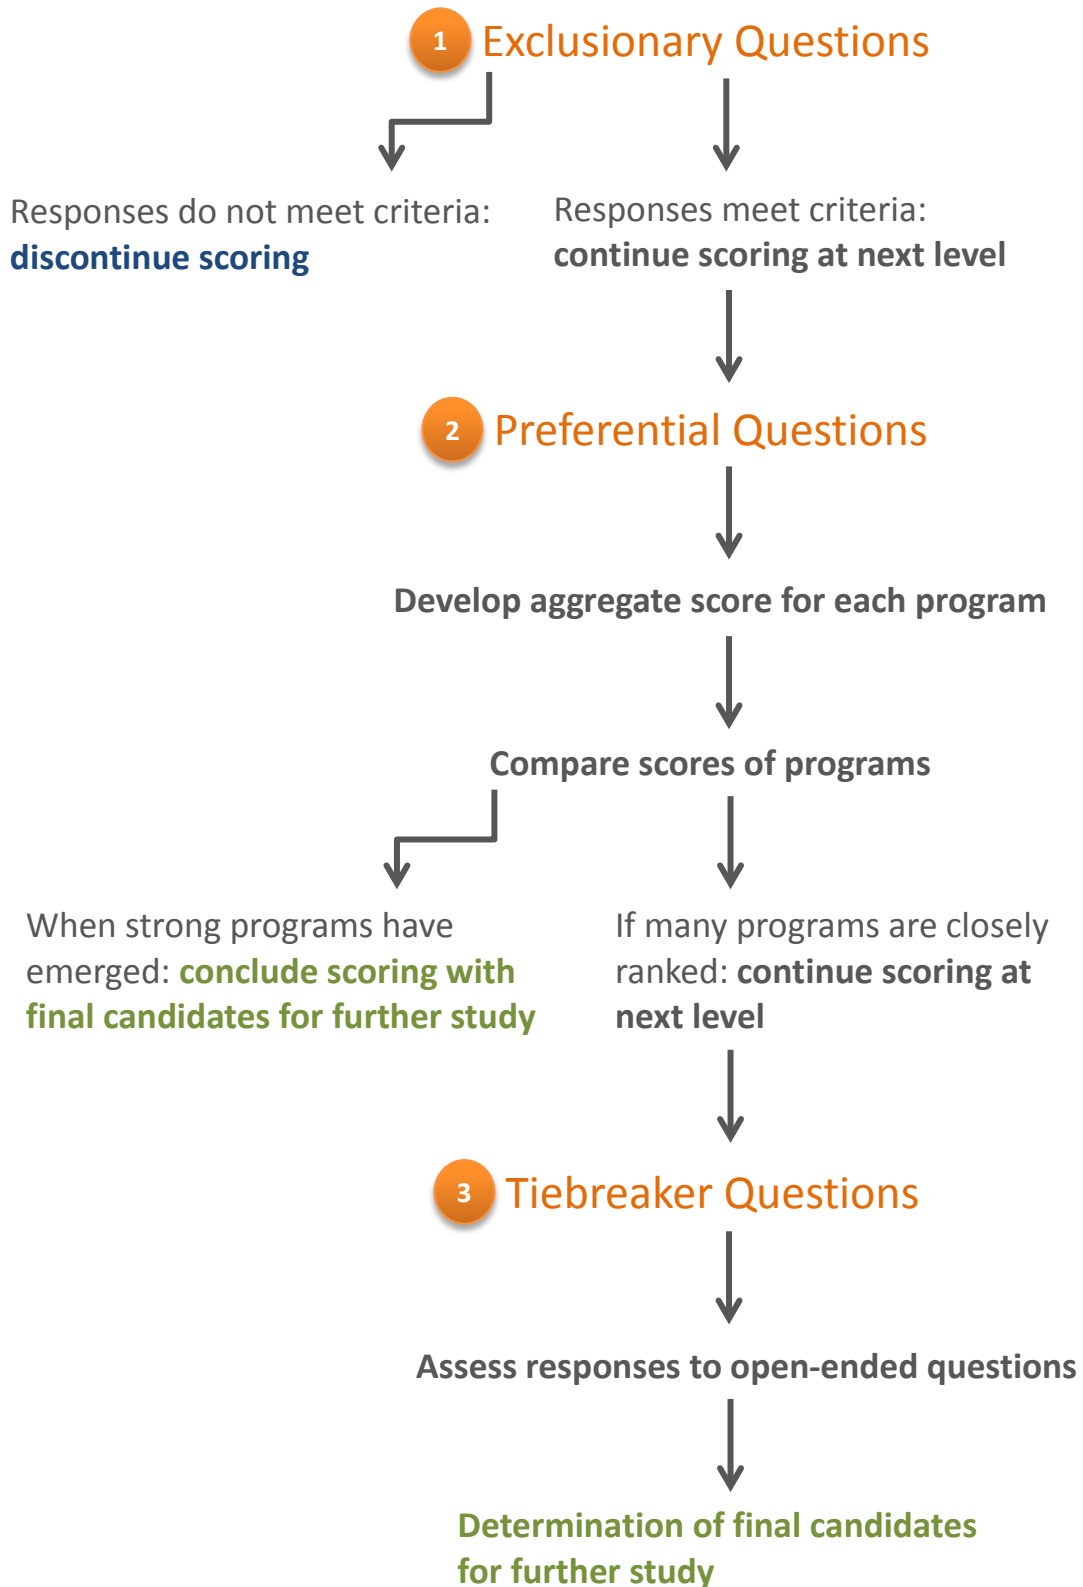 1 Exclusionary Questions
Responses do not meet criteria:
discontinue scoring
Responses meet criteria:
continue scoring at next level
2 Preferential Questions
Develop aggregate score for each program
Compare scores of programs
When strong programs have
emerged: conclude scoring with
final candidates for further study
If many programs are closely
ranked: continue scoring at
next level
3 Tiebreaker Questions
Assess responses to open-ended questions
Determination of final candidates
for further study